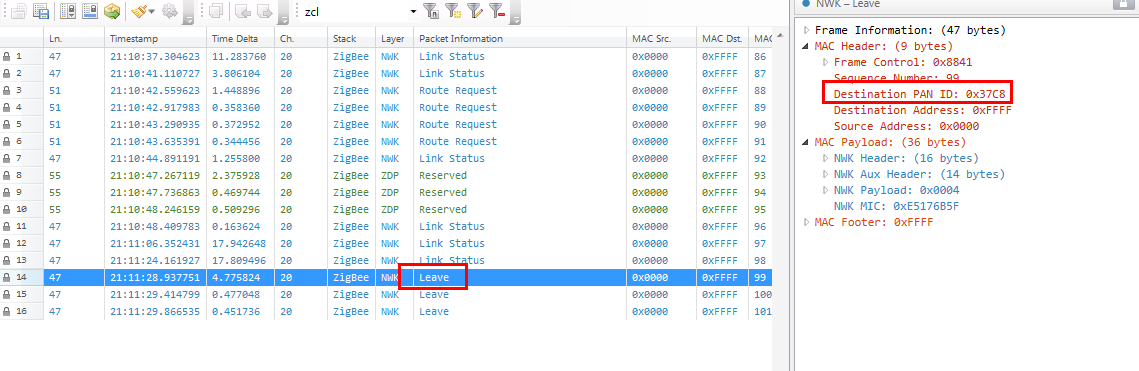 zcl
Ln. Timestamp Time Delta Ch. Stack Layer Packet Information MAC Src. MAC Dst. M
1 47 21:10:37.304623 11.283760 20 ZigBee NWK Link Status 0x0000 0xFFFF 86
2 47 21:10:41.110727 3.806104 20 ZigBee NWK Link Status 0x0000 0xFFFF 87
3 51 21:10:42.559623 1.448896 20 ZigBee NWK Route Request 0x0000 0xFFFF 88
4 51 21:10:42.917983 0.358360 20 ZigBee NWK Route Request 0x0000 0xFFFF 89
5 51 21:10:43.290935 0.372952 20 ZigBee NWK Route Request 0x0000 0xFFFF 90
6 51 21:10:43.635391 0.344456 20 ZigBee NWK Route Request 0x0000 0xFFFF 91
7 47 21:10:44.891191 1.255800 20 ZigBee NWK Link Status 0x0000 0xFFFF 92
8 55 21:10:47.267119 2.375928 20 ZigBee ZDP Reserved 0x0000 0xFFFF 93
9 55 21:10:47.736863 0.469744 20 ZigBee ZDP Reserved 0x0000 0xFFFF 94
10 55 21:10:48.246159 0.509296 20 ZigBee ZDP Reserved 0x0000 0xFFFF 95
11 47 21:10:48.409783 0.163624 20 ZigBee NWK Link Status 0x0000 0xFFFF 96
12 47 21:11:06.352431 17.942648 20 ZigBee NWK Link Status 0x0000 0xFFFF 97
13 47 21:11:24.161927 17.809496 20 ZigBee NWK Link Status 0x0000 0xFFFF 98
14 47 21:11:28.937751 4.775824 20 ZigBee NWK Leave 0x0000 0xFFFF 99
15 47 21:11:29.414799 0.477048 20 ZigBee NWK Leave 0x0000 0xFFFF 100
16 47 21:11:29.866535 0.451736 20 ZigBee NWK Leave 0x0000 0xFFFF 101
NWK – Leave
Frame Information: (47 bytes)
MAC Header: (9 bytes)
Frame Control: 0x8841
Sequence Number: 99
Destination PAN ID: 0x37C8
Destination Address: 0xFFFF
Source Address: 0x0000
MAC Payload: (36 bytes)
NWK Header: (16 bytes)
NWK Aux Header: (14 bytes)
NWK Payload: 0x0004
NWK MIC: 0xE5176B5F
MAC Footer: 0xFFFF